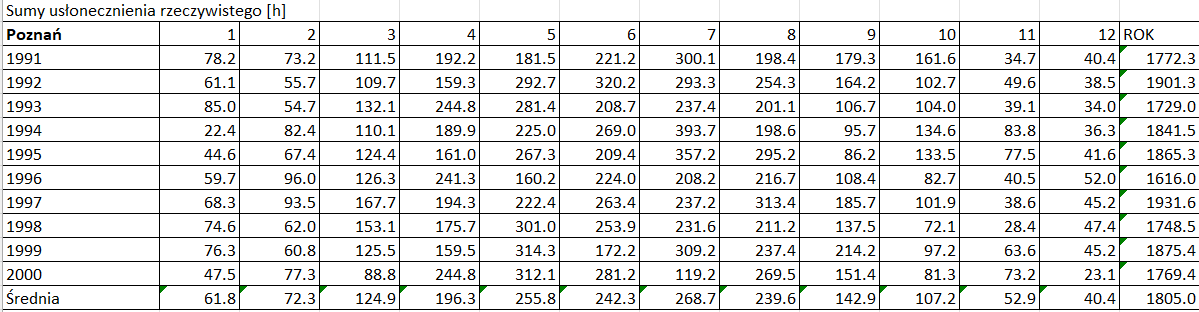 Sumy usłonecznienia rzeczywistego [h]
Poznań 1 2 3 4 5 6 7 8 9 10 11 12 ROK
1991 78.2 73.2 111.5 192.2 181.5 221.2 300.1 198.4 179.3 161.6 34.7 40.4 1772.3
1992 61.1 55.7 109.7 159.3 292.7 320.2 293.3 254.3 164.2 102.7 49.6 38.5 1901.3
1993 85.0 54.7 132.1 244.8 281.4 208.7 237.4 201.1 106.7 104.0 39.1 34.0 1729.0
1994 22.4 82.4 110.1 189.9 225.0 269.0 393.7 198.6 95.7 134.6 83.8 36.3 1841.5
1995 44.6 67.4 124.4 161.0 267.3 209.4 357.2 295.2 86.2 133.5 77.5 41.6 1865.3
1996 59.7 96.0 126.3 241.3 160.2 224.0 208.2 216.7 108.4 82.7 40.5 52.0 1616.0
1997 68.3 93.5 167.7 194.3 222.4 263.4 237.2 313.4 185.7 101.9 38.6 45.2 1931.6
1998 74.6 62.0 153.1 175.7 301.0 253.9 231.6 211.2 137.5 72.1 28.4 47.4 1748.5
1999 76.3 60.8 125.5 159.5 314.3 172.2 309.2 237.4 214.2 97.2 63.6 45.2 1875.4
2000 47.5 77.3 88.8 244.8 312.1 281.2 119.2 269.5 151.4 81.3 73.2 23.1 1769.4
Średnia 61.8 72.3 124.9 196.3 255.8 242.3 268.7 239.6 142.9 107.2 52.9 40.4 1805.0